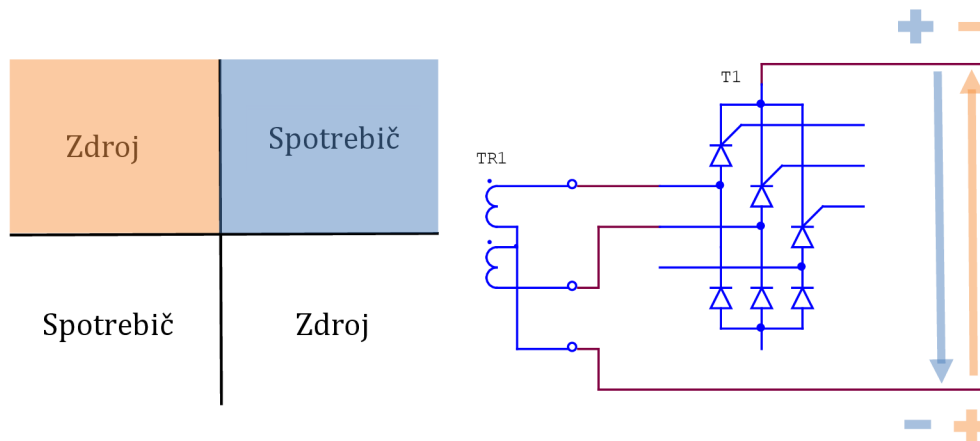 Zdroj
Spotrebič
Spotrebič
Zdroj
TR1
T1
+ −
− +